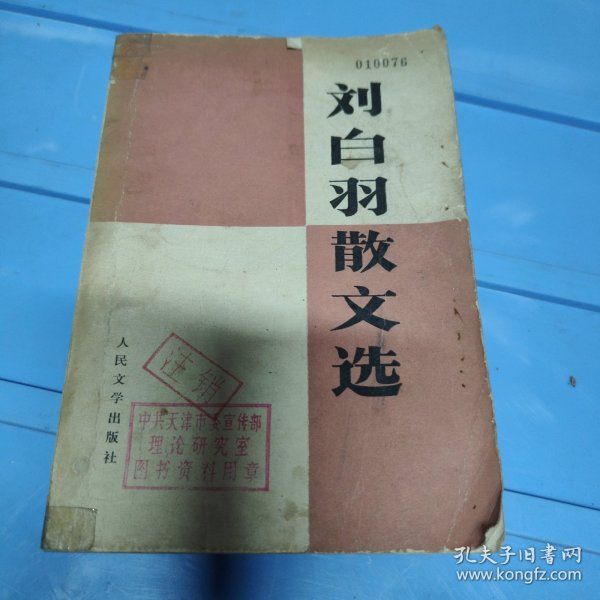 010076
刘白羽散文选
人民文学出版社
注销
中共天津市委宣传部
理论研究室
图书资料用章
孔夫子旧书网
www.kongfz.com